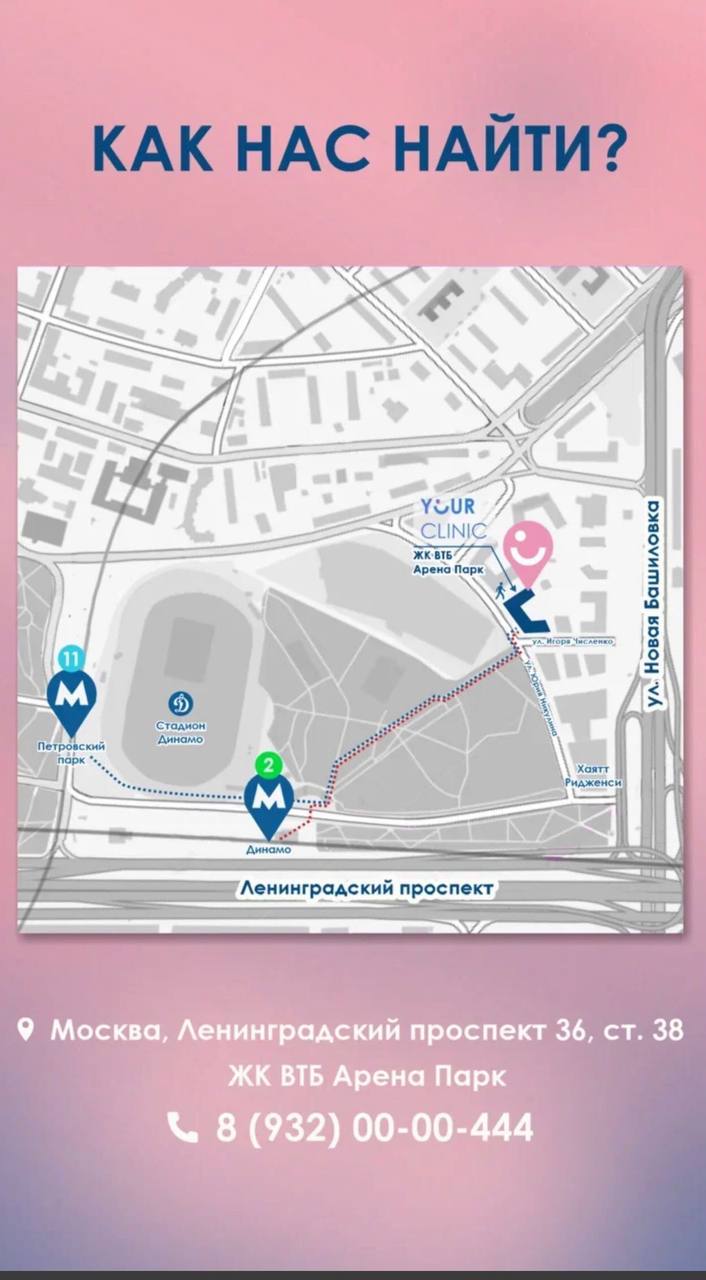 КАК НАС НАЙТИ?
YOUR
CLINIC
ЖК ВТБ
Арена Парк
ул. Новая Башиловка
ул. Игоря Численко
ул. Юрия Никулина
11
М
Петровский
парк
Стадион
Динамо
2
М
Динамо
Хаятт
Ридженси
Ленинградский проспект
Москва, Ленинградский проспект 36, ст. 38
ЖК ВТБ Арена Парк
8 (932) 00-00-444